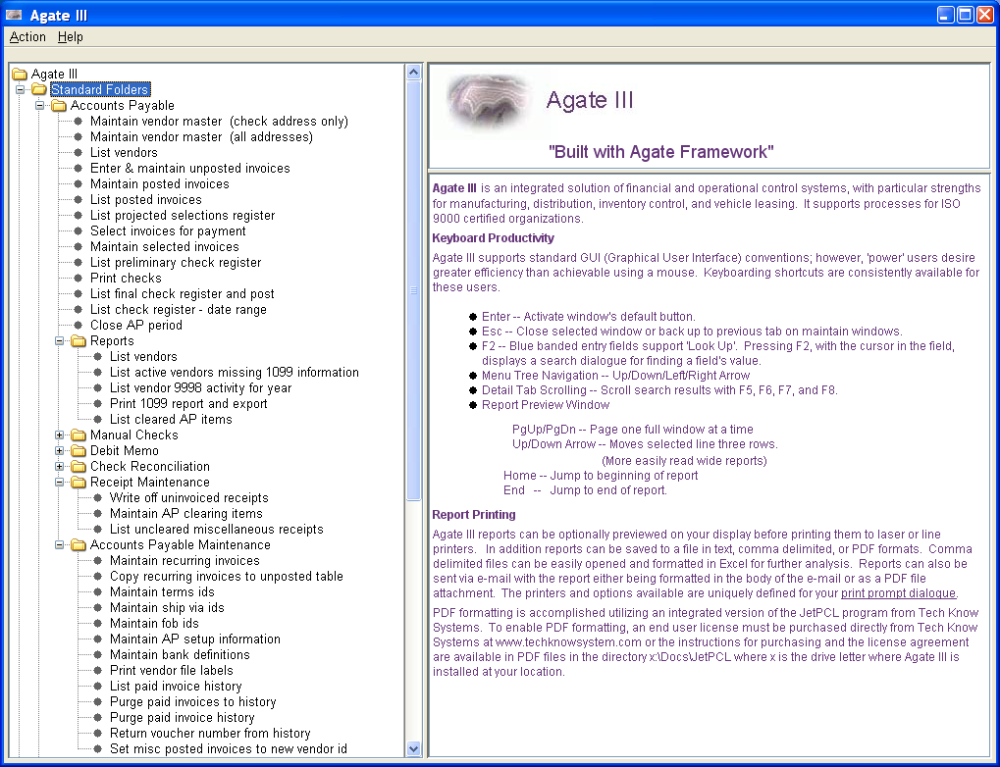 Agate III
Action Help
Agate III
Standard Folders
Accounts Payable
Maintain vendor master (check address only)
Maintain vendor master (all addresses)
List vendors
Enter & maintain unposted invoices
Maintain posted invoices
List posted invoices
List projected selections register
Select invoices for payment
Maintain selected invoices
List preliminary check register
Print checks
List final check register and post
List check register - date range
Close AP period
Reports
List vendors
List active vendors missing 1099 information
List vendor 9998 activity for year
Print 1099 report and export
List cleared AP items
Manual Checks
Debit Memo
Check Reconciliation
Receipt Maintenance
Write off uninvoiced receipts
Maintain AP clearing items
List uncleared miscellaneous receipts
Accounts Payable Maintenance
Maintain recurring invoices
Copy recurring invoices to unposted table
Maintain terms ids
Maintain ship via ids
Maintain fob ids
Maintain AP setup information
Maintain bank definitions
Print vendor file labels
List paid invoice history
Purge paid invoices to history
Purge paid invoice history
Return voucher number from history
Set misc posted invoices to new vendor id
Agate III
"Built with Agate Framework"
Agate III is an integrated solution of financial and operational control systems, with particular strengths
for manufacturing, distribution, inventory control, and vehicle leasing. It supports processes for ISO
9000 certified organizations.
Keyboard Productivity
Agate III supports standard GUI (Graphical User Interface) conventions; however, 'power' users desire
greater efficiency than achievable using a mouse. Keyboarding shortcuts are consistently available for
these users.
Enter -- Activate window's default button.
Esc -- Close selected window or back up to previous tab on maintain windows.
F2 -- Blue banded entry fields support 'Look Up'. Pressing F2, with the cursor in the field,
displays a search dialogue for finding a field's value.
Menu Tree Navigation -- Up/Down/Left/Right Arrow
Detail Tab Scrolling -- Scroll search results with F5, F6, F7, and F8.
Report Preview Window
PgUp/PgDn -- Page one full window at a time
Up/Down Arrow -- Moves selected line three rows.
(More easily read wide reports)
Home -- Jump to beginning of report
End -- Jump to end of report.
Report Printing
Agate III reports can be optionally previewed on your display before printing them to laser or line
printers. In addition reports can be saved to a file in text, comma delimited, or PDF formats. Comma
delimited files can be easily opened and formatted in Excel for further analysis. Reports can also be
sent via e-mail with the report either being formatted in the body of the e-mail or as a PDF file
attachment. The printers and options available are uniquely defined for your print prompt dialogue.
PDF formatting is accomplished utilizing an integrated version of the JetPCL program from Tech Know
Systems. To enable PDF formatting, an end user license must be purchased directly from Tech Know
Systems at www.techknowsystem.com or the instructions for purchasing and the license agreement
are available in PDF files in the directory x:\Docs\JetPCL where x is the drive letter where Agate III is
installed at your location.